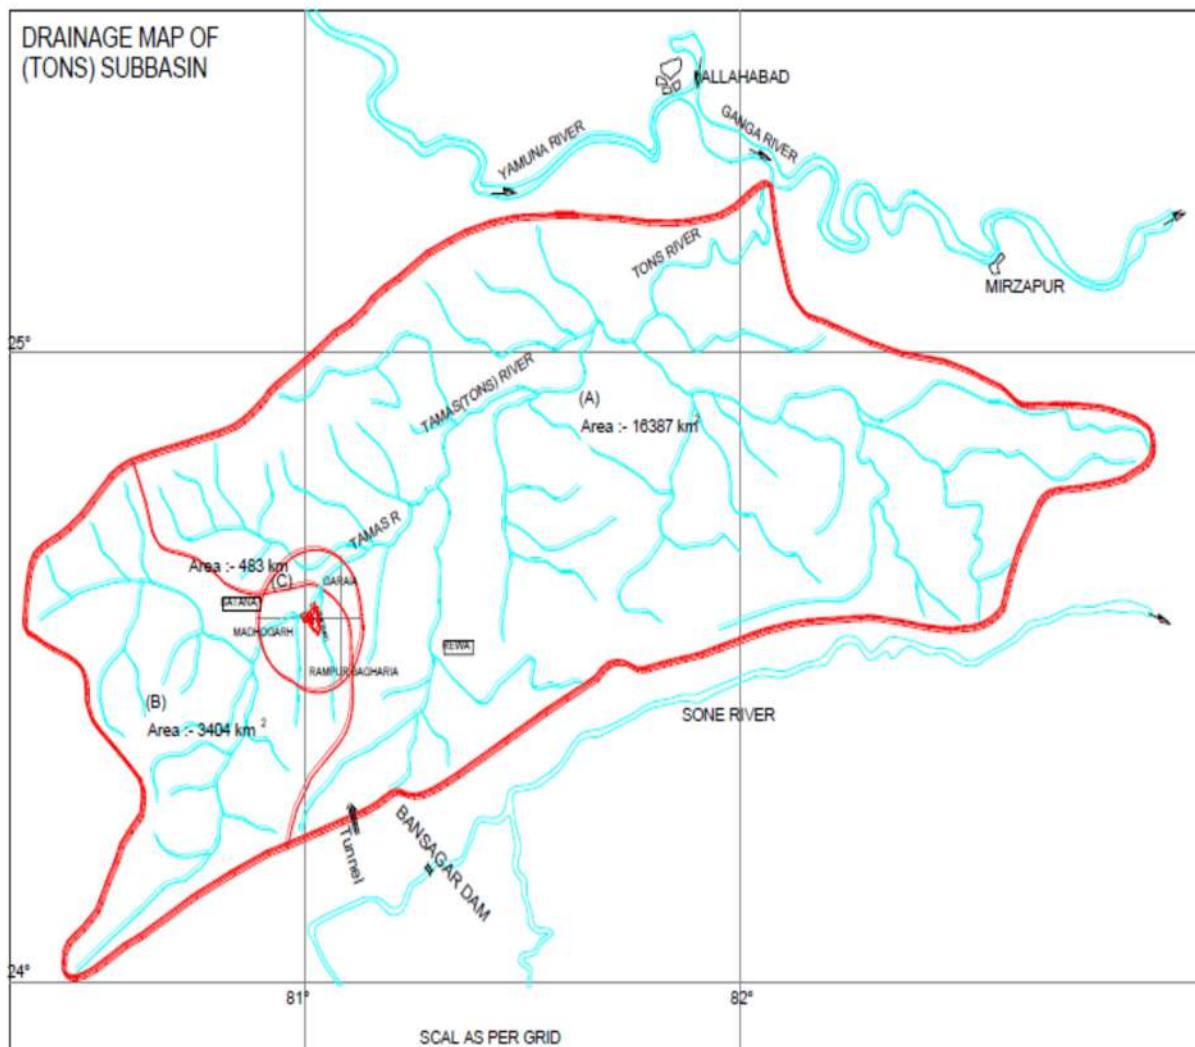 DRAINAGE MAP OF
(TONS) SUBBASIN
ALLAHABAD
GANGA RIVER
YAMUNA RIVER
TONS RIVER
MIRZAPUR
25°
TAMAS(TONS) RIVER
(A)
Area :- 16387 km²
TAMAS R
Area :- 483 km
(C)
GARAIA
SATANA
MADHOGARH
REWA
RAMPUR BAGHARIA
(B)
Area :- 3404 km ²
SONE RIVER
BANSAGAR DAM
Tunnel
24°
81°
82°
SCAL AS PER GRID